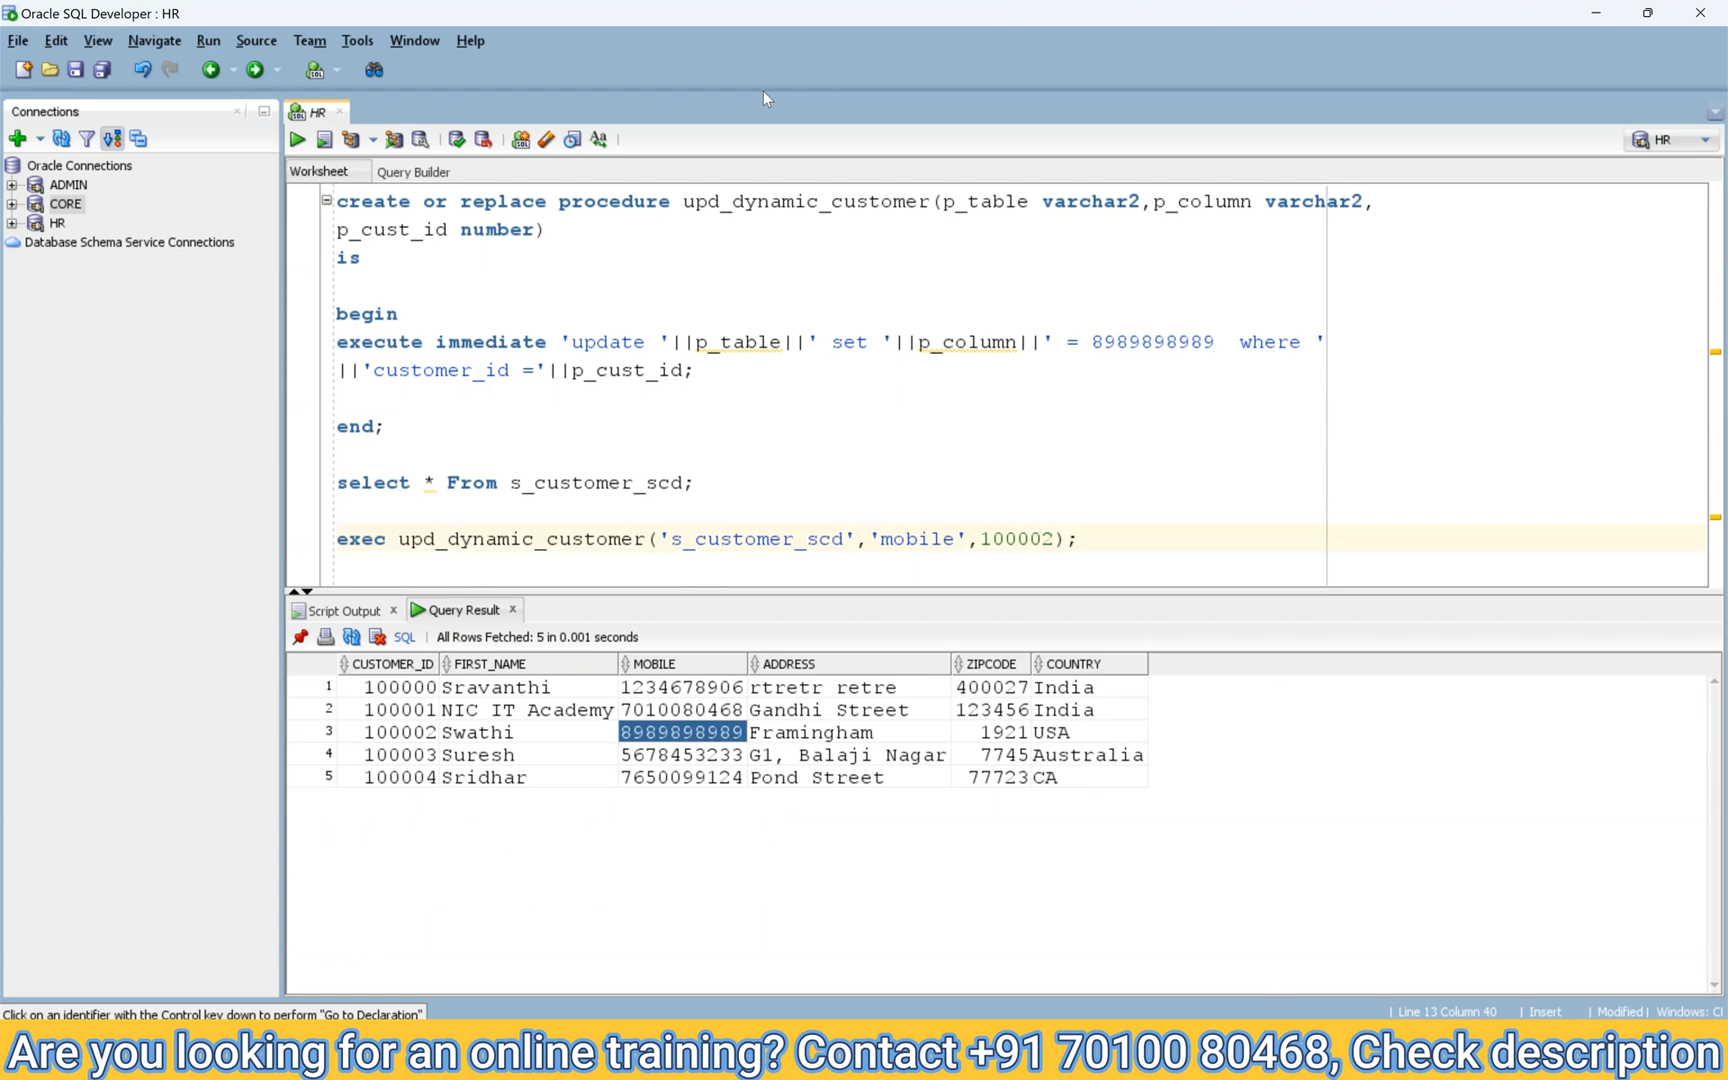 Oracle SQL Developer : HR
File Edit View Navigate Run Source Team Tools Window Help
Connections
HR
HR
Oracle Connections
ADMIN
CORE
HR
Database Schema Service Connections
Worksheet Query Builder
create or replace procedure upd_dynamic_customer(p_table varchar2,p_column varchar2,
p_cust_id number)
is
begin
execute immediate 'update '||p_table||' set '||p_column||' = 8989898989  where '
||'customer_id ='||p_cust_id;
end;
select * From s_customer_scd;
exec upd_dynamic_customer('s_customer_scd','mobile',100002);
Script Output x Query Result x
SQL | All Rows Fetched: 5 in 0.001 seconds
CUSTOMER_ID FIRST_NAME MOBILE ADDRESS ZIPCODE COUNTRY
1 100000 Sravanthi 1234678906 rtretr retre 400027 India
2 100001 NIC IT Academy 7010080468 Gandhi Street 123456 India
3 100002 Swathi 8989898989 Framingham 1921 USA
4 100003 Suresh 5678453233 G1, Balaji Nagar 7745 Australia
5 100004 Sridhar 7650099124 Pond Street 77723 CA
Click on an identifier with the Control key down to perform "Go to Declaration"
| Line 13 Column 40 | Insert | Modified | Windows: Cl
Are you looking for an online training? Contact +91 70100 80468, Check description